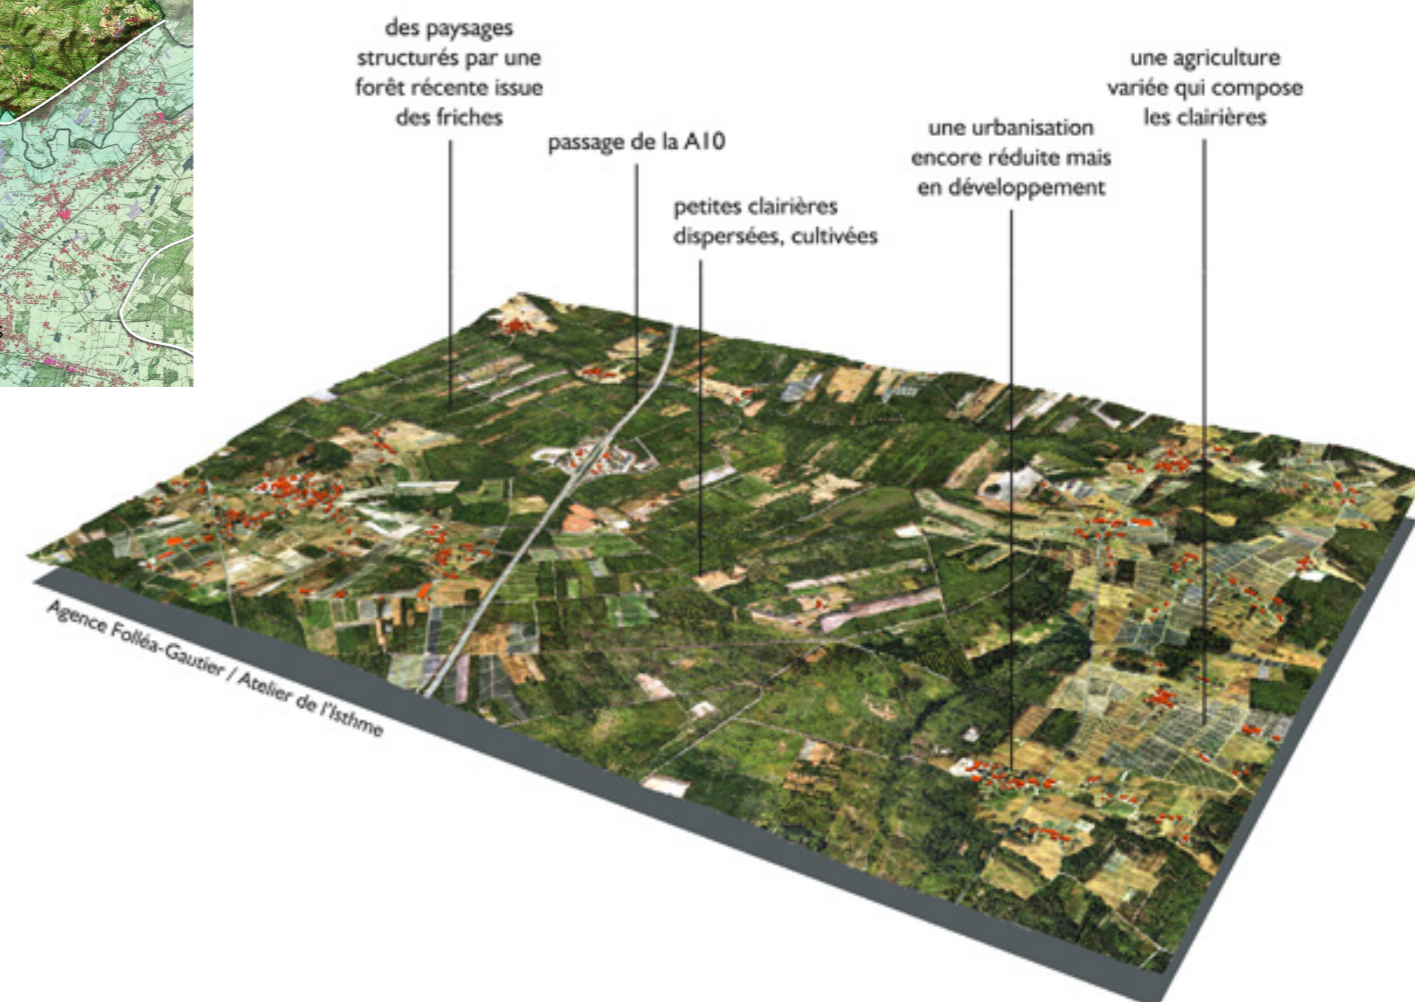 des paysages
structurés par une
forêt récente issue
des friches
passage de la A10
petites clairières
dispersées, cultivées
une urbanisation
encore réduite mais
en développement
une agriculture
variée qui compose
les clairières
Agence Folléa-Gautier / Atelier de l'Isthme